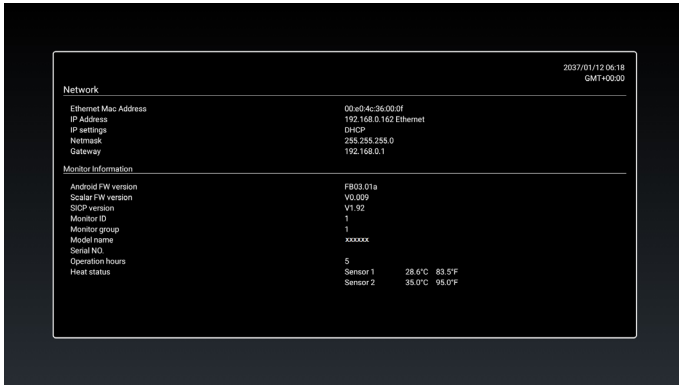 2037/01/12 06:18
GMT+00:00
Network
Ethernet Mac Address 00:e0:4c:36:00:0f
IP Address 192.168.0.162 Ethernet
IP settings DHCP
Netmask 255.255.255.0
Gateway 192.168.0.1
Monitor Information
Android FW version FB03.01a
Scalar FW version V0.009
SICP version V1.92
Monitor ID 1
Monitor group 1
Model name xxxxxx
Serial NO.
Operation hours 5
Heat status Sensor 1 28.6°C 83.5°F
Sensor 2 35.0°C 95.0°F